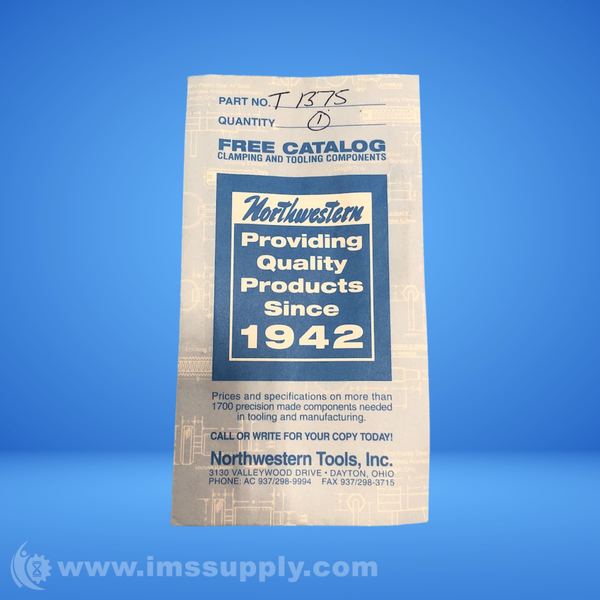 PART NO. T 1375
QUANTITY 1
FREE CATALOG
CLAMPING AND TOOLING COMPONENTS
Northwestern
Providing
Quality
Products
Since
1942
Prices and specifications on more than
1700 precision made components needed
in tooling and manufacturing.
CALL OR WRITE FOR YOUR COPY TODAY!
Northwestern Tools, Inc.
3130 VALLEYWOOD DRIVE • DAYTON, OHIO
PHONE: AC 937/298-9994 FAX 937/298-3715
www.imssupply.com